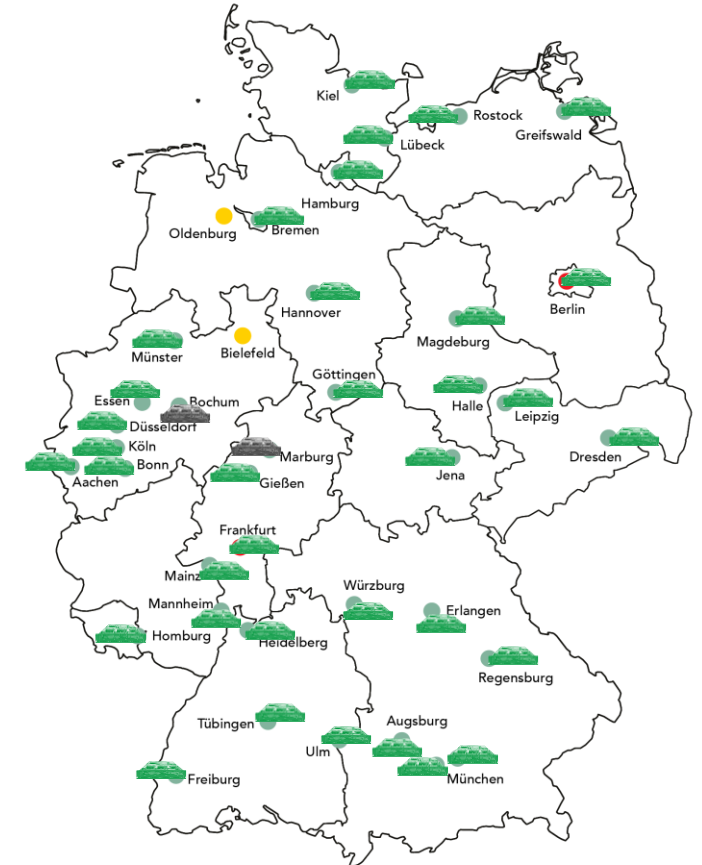 Kiel
Rostock
Greifswald
Lübeck
Hamburg
Oldenburg
Bremen
Berlin
Hannover
Magdeburg
Münster
Bielefeld
Göttingen
Essen
Bochum
Halle
Leipzig
Düsseldorf
Köln
Marburg
Dresden
Bonn
Aachen
Gießen
Jena
Frankfurt
Mainz
Würzburg
Mannheim
Erlangen
Homburg
Heidelberg
Regensburg
Tübingen
Augsburg
Ulm
Freiburg
München